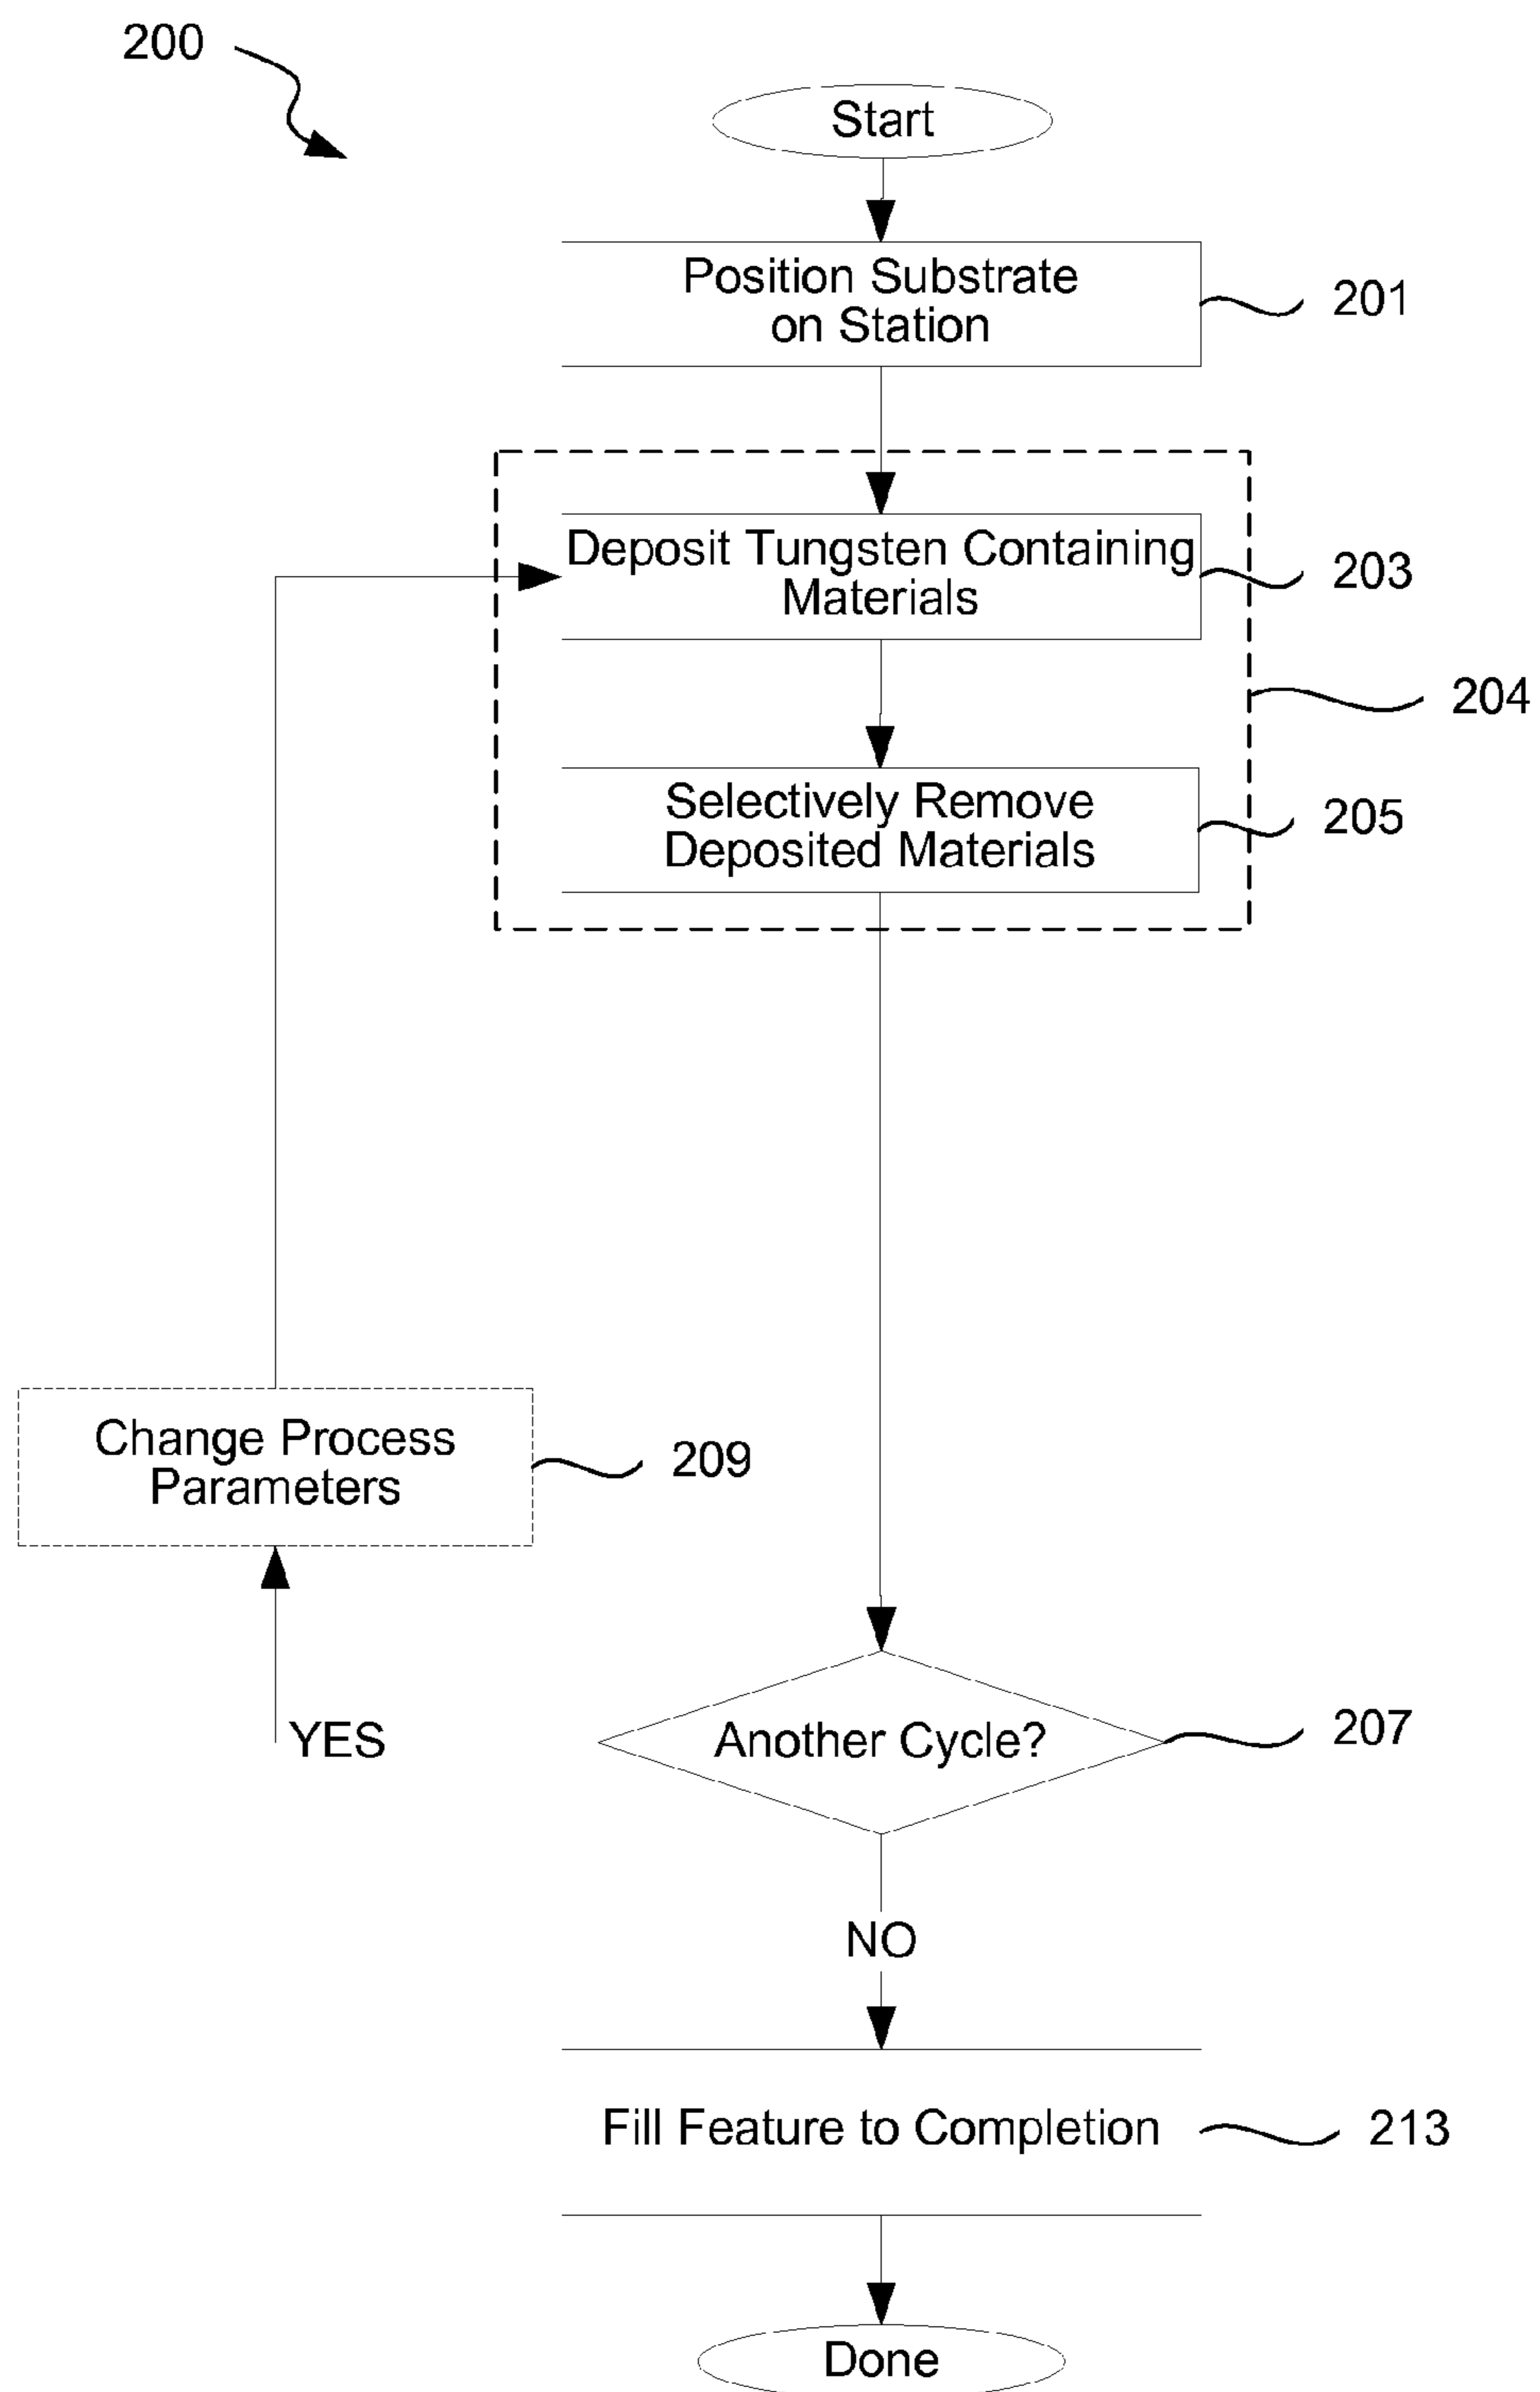 200
Start
Position Substrate
on Station
201
Deposit Tungsten Containing
Materials
203
204
Selectively Remove
Deposited Materials
205
Change Process
Parameters
209
YES
Another Cycle?
207
NO
Fill Feature to Completion
213
Done